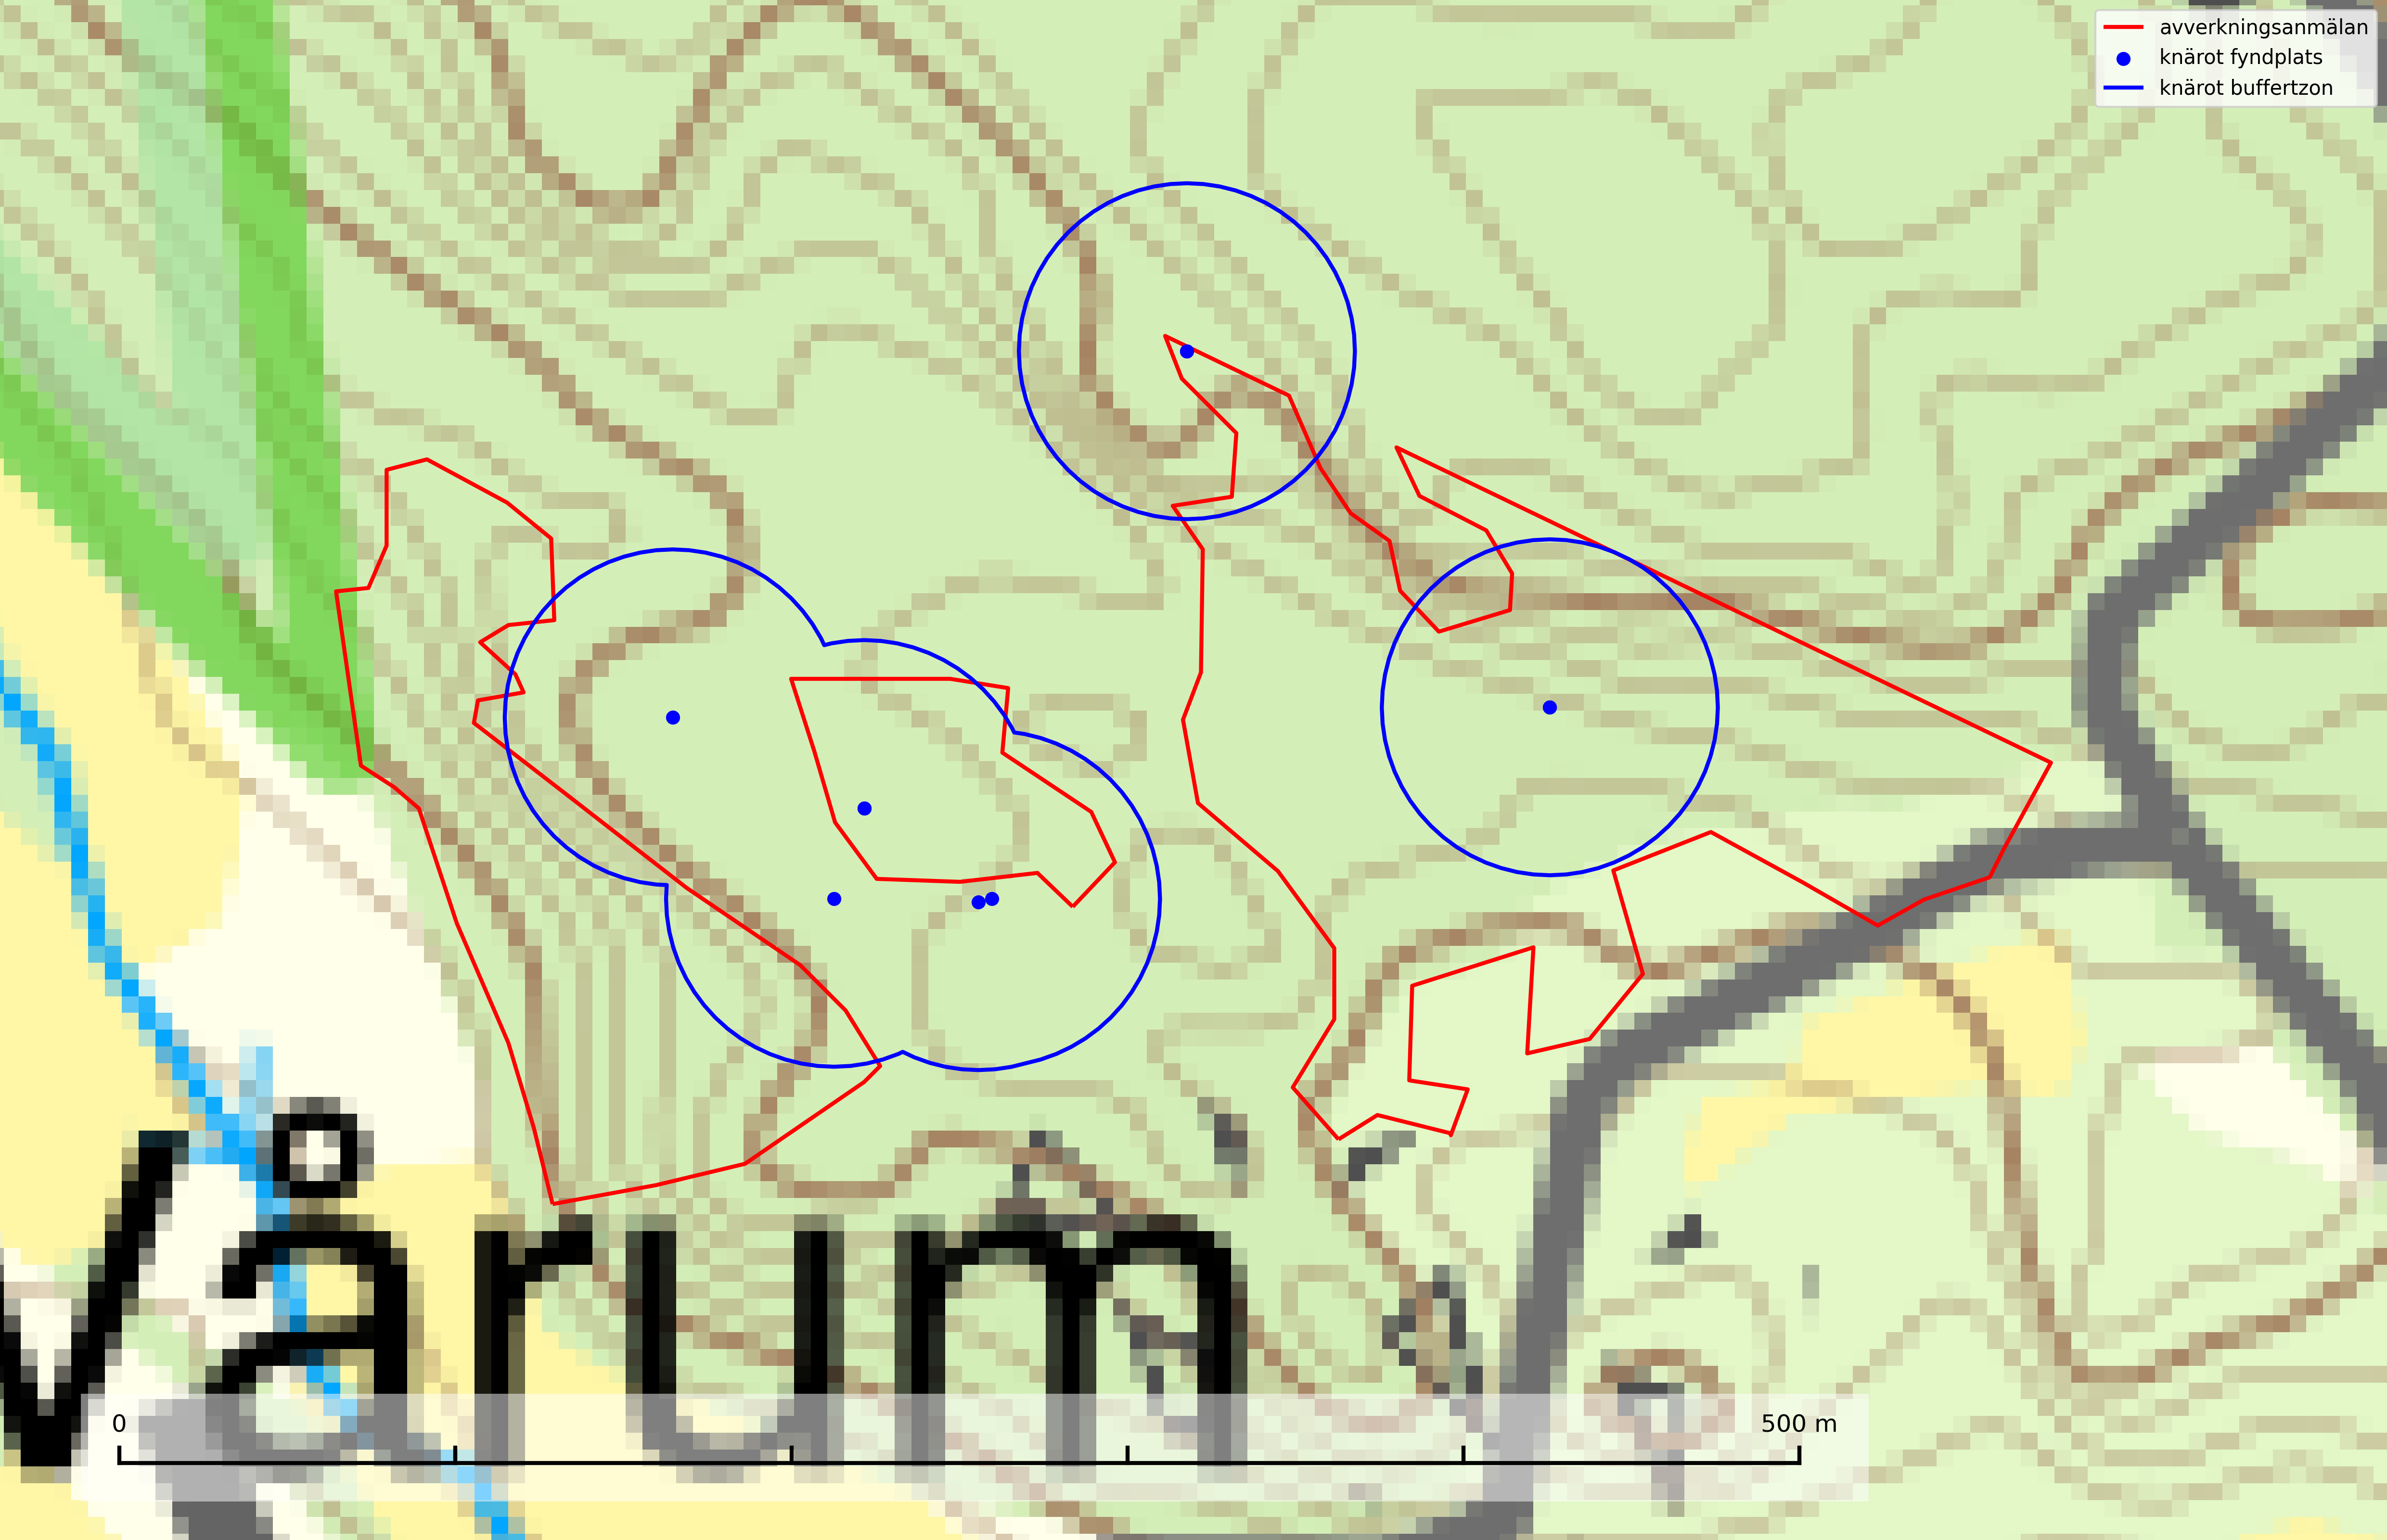 avverkningsanmälan
knärot fyndplats
knärot buffertzon
Vårum
0
500 m